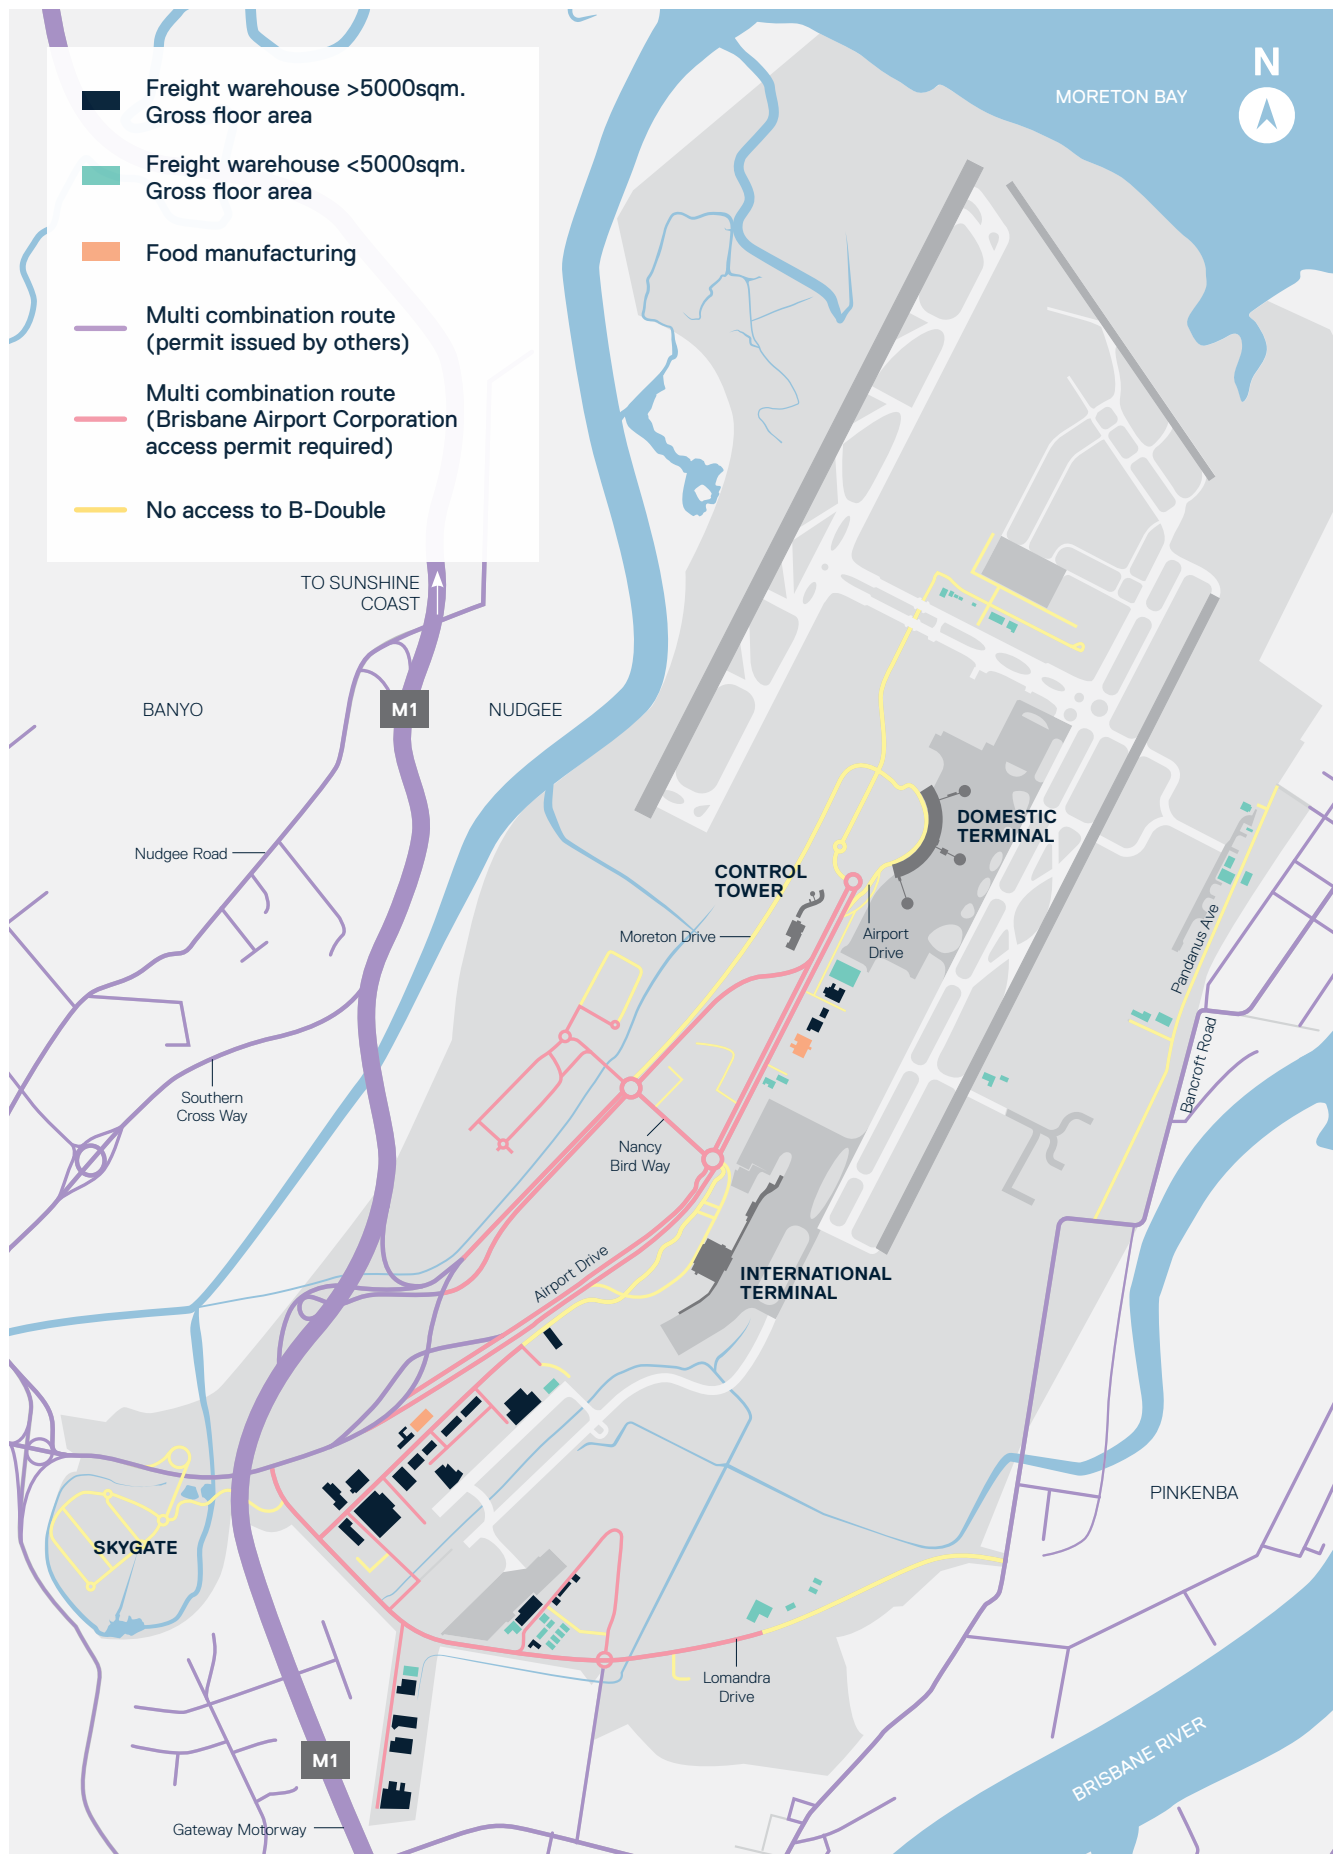 Freight warehouse >5000sqm.
Gross floor area
Freight warehouse <5000sqm.
Gross floor area
Food manufacturing
Multi combination route
(permit issued by others)
Multi combination route
(Brisbane Airport Corporation
access permit required)
No access to B-Double
N
MORETON BAY
TO SUNSHINE
COAST
BANYO
M1
NUDGEE
DOMESTIC
TERMINAL
Nudgee Road
CONTROL
TOWER
Moreton Drive
Airport
Drive
Pandanus Ave
Bancroft Road
Southern
Cross Way
Nancy
Bird Way
Airport Drive
INTERNATIONAL
TERMINAL
PINKENBA
SKYGATE
Lomandra
Drive
BRISBANE RIVER
M1
Gateway Motorway